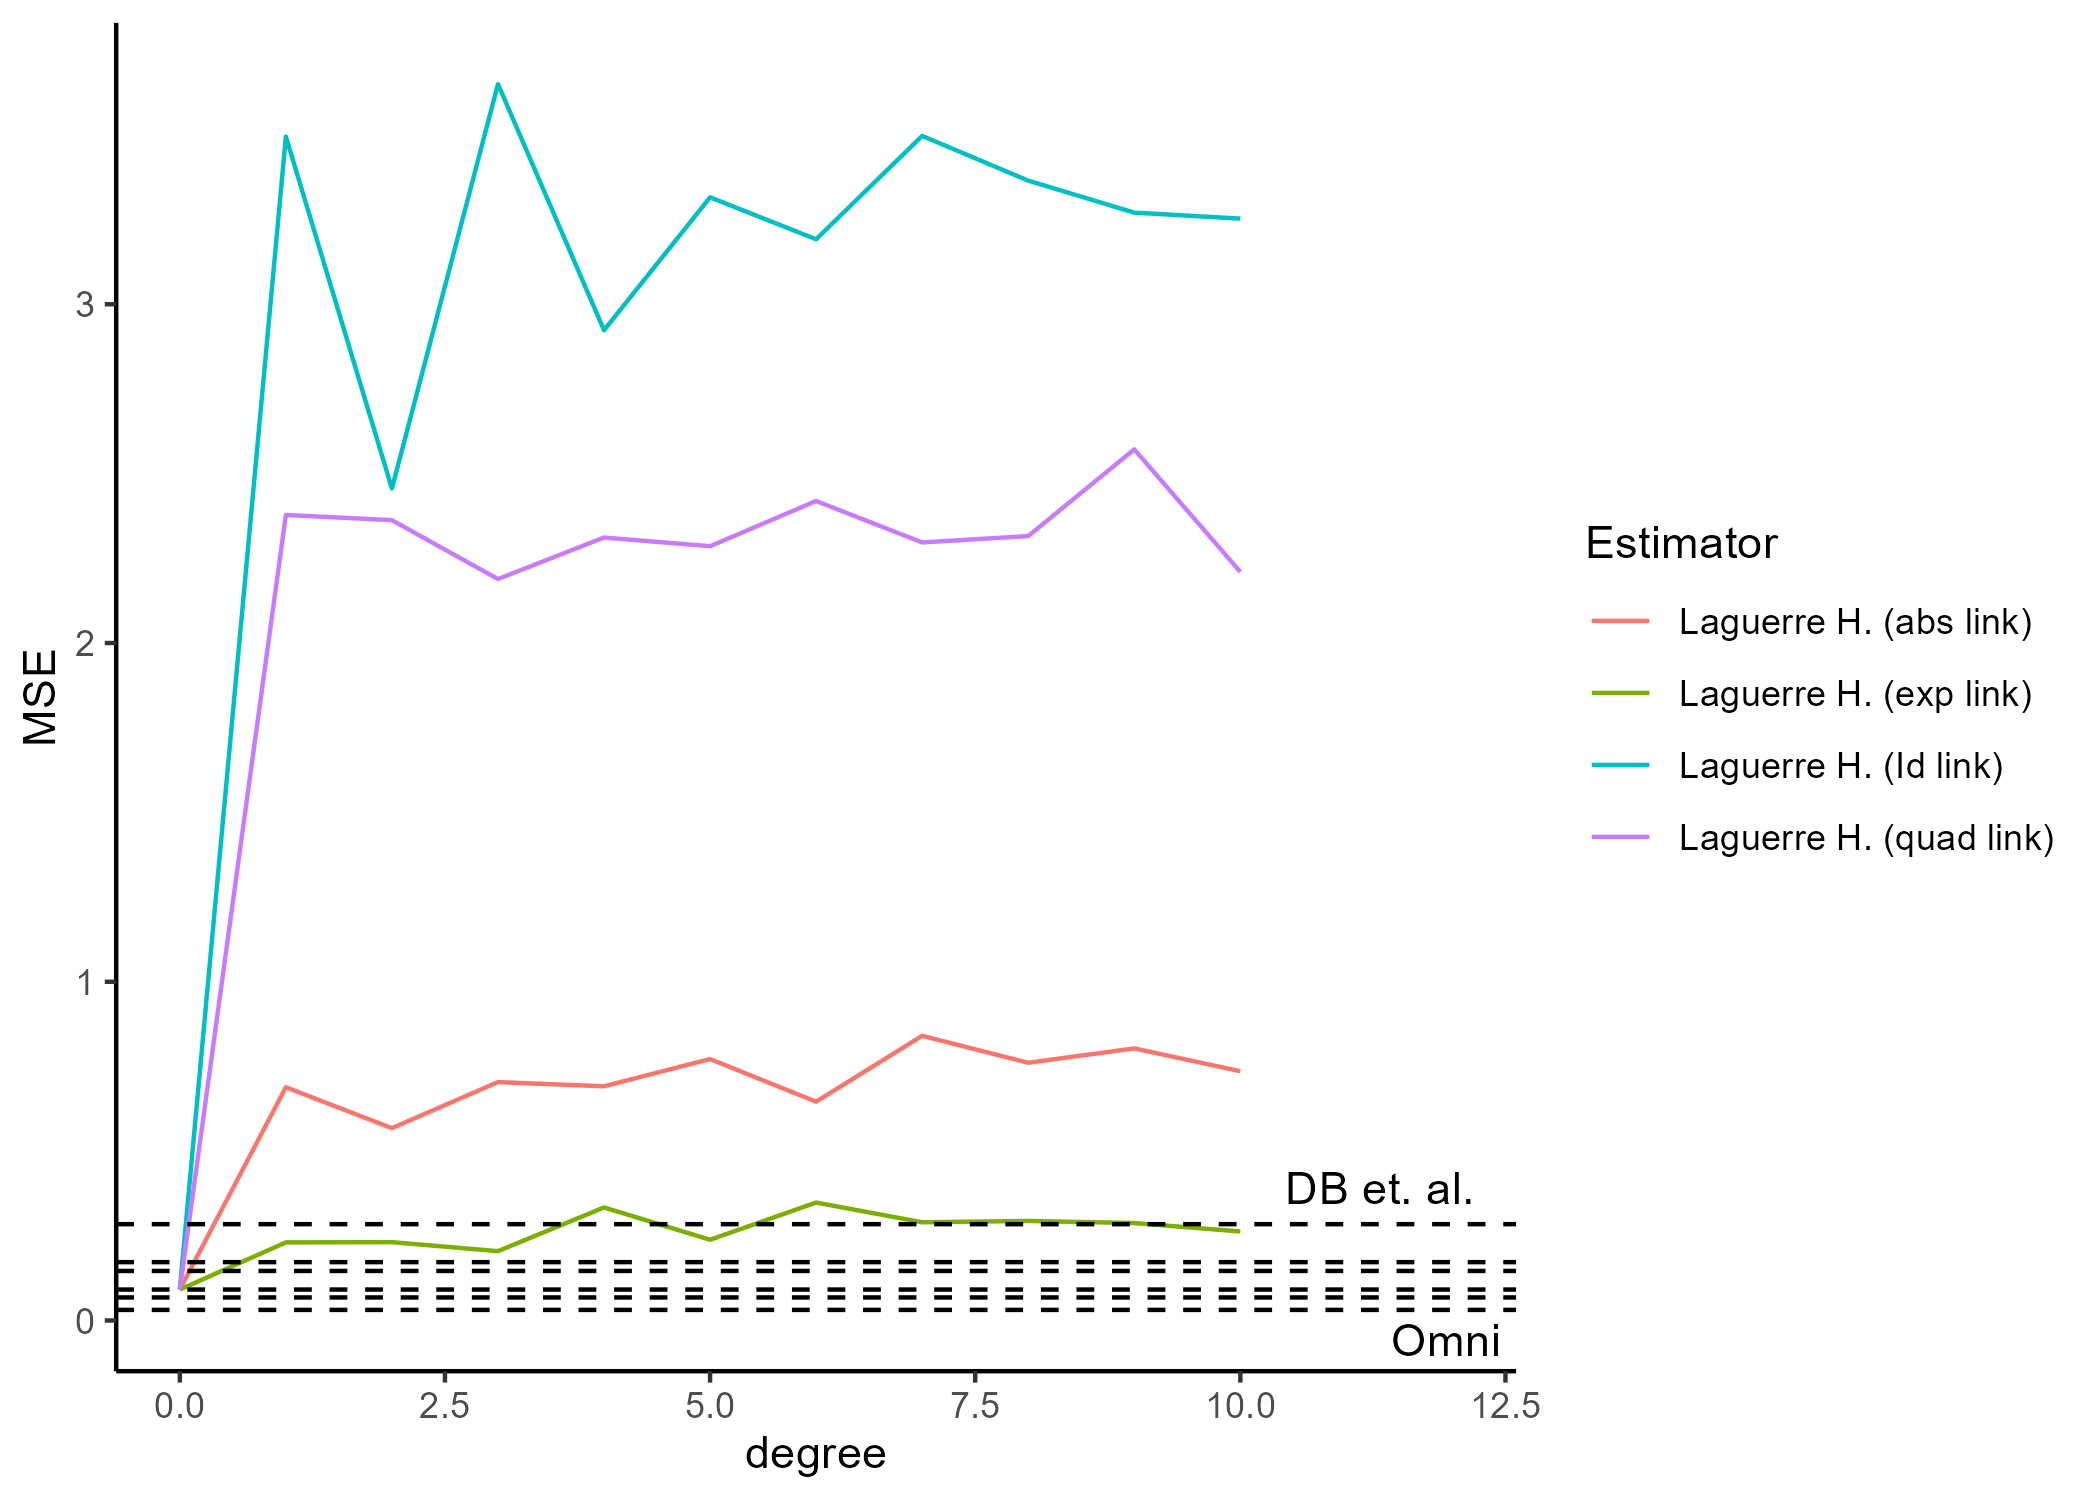 MSE
3
2
1
0
DB et. al.
Omni
0.0 2.5 5.0 7.5 10.0 12.5
degree
Estimator
Laguerre H. (abs link)
Laguerre H. (exp link)
Laguerre H. (Id link)
Laguerre H. (quad link)